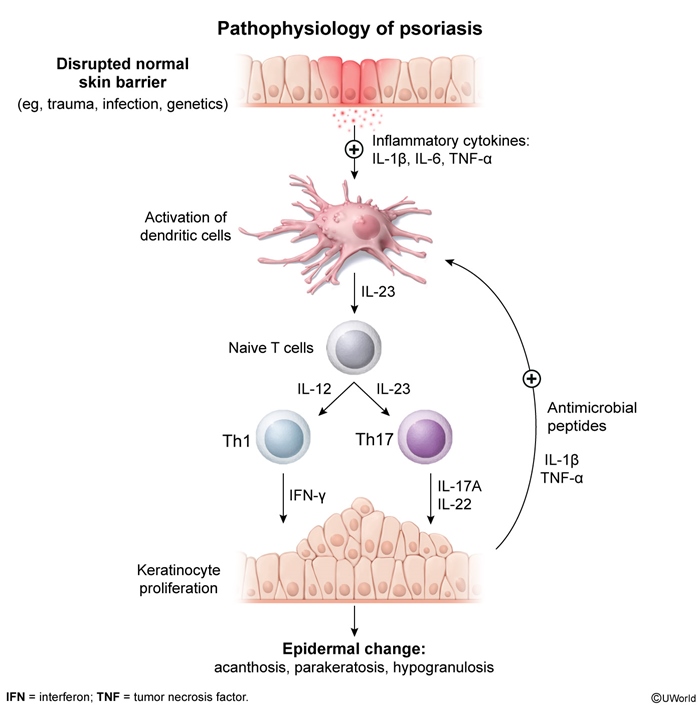 Pathophysiology of psoriasis
Disrupted normal
skin barrier
(eg, trauma, infection, genetics)
Inflammatory cytokines:
IL-1β, IL-6, TNF-α
Activation of
dendritic cells
IL-23
Naive T cells
IL-12
IL-23
Th1
Th17
Antimicrobial
peptides
IL-1β
TNF-α
IFN-γ
IL-17A
IL-22
Keratinocyte
proliferation
Epidermal change:
acanthosis, parakeratosis, hypogranulosis
IFN = interferon; TNF = tumor necrosis factor.
©UWorld